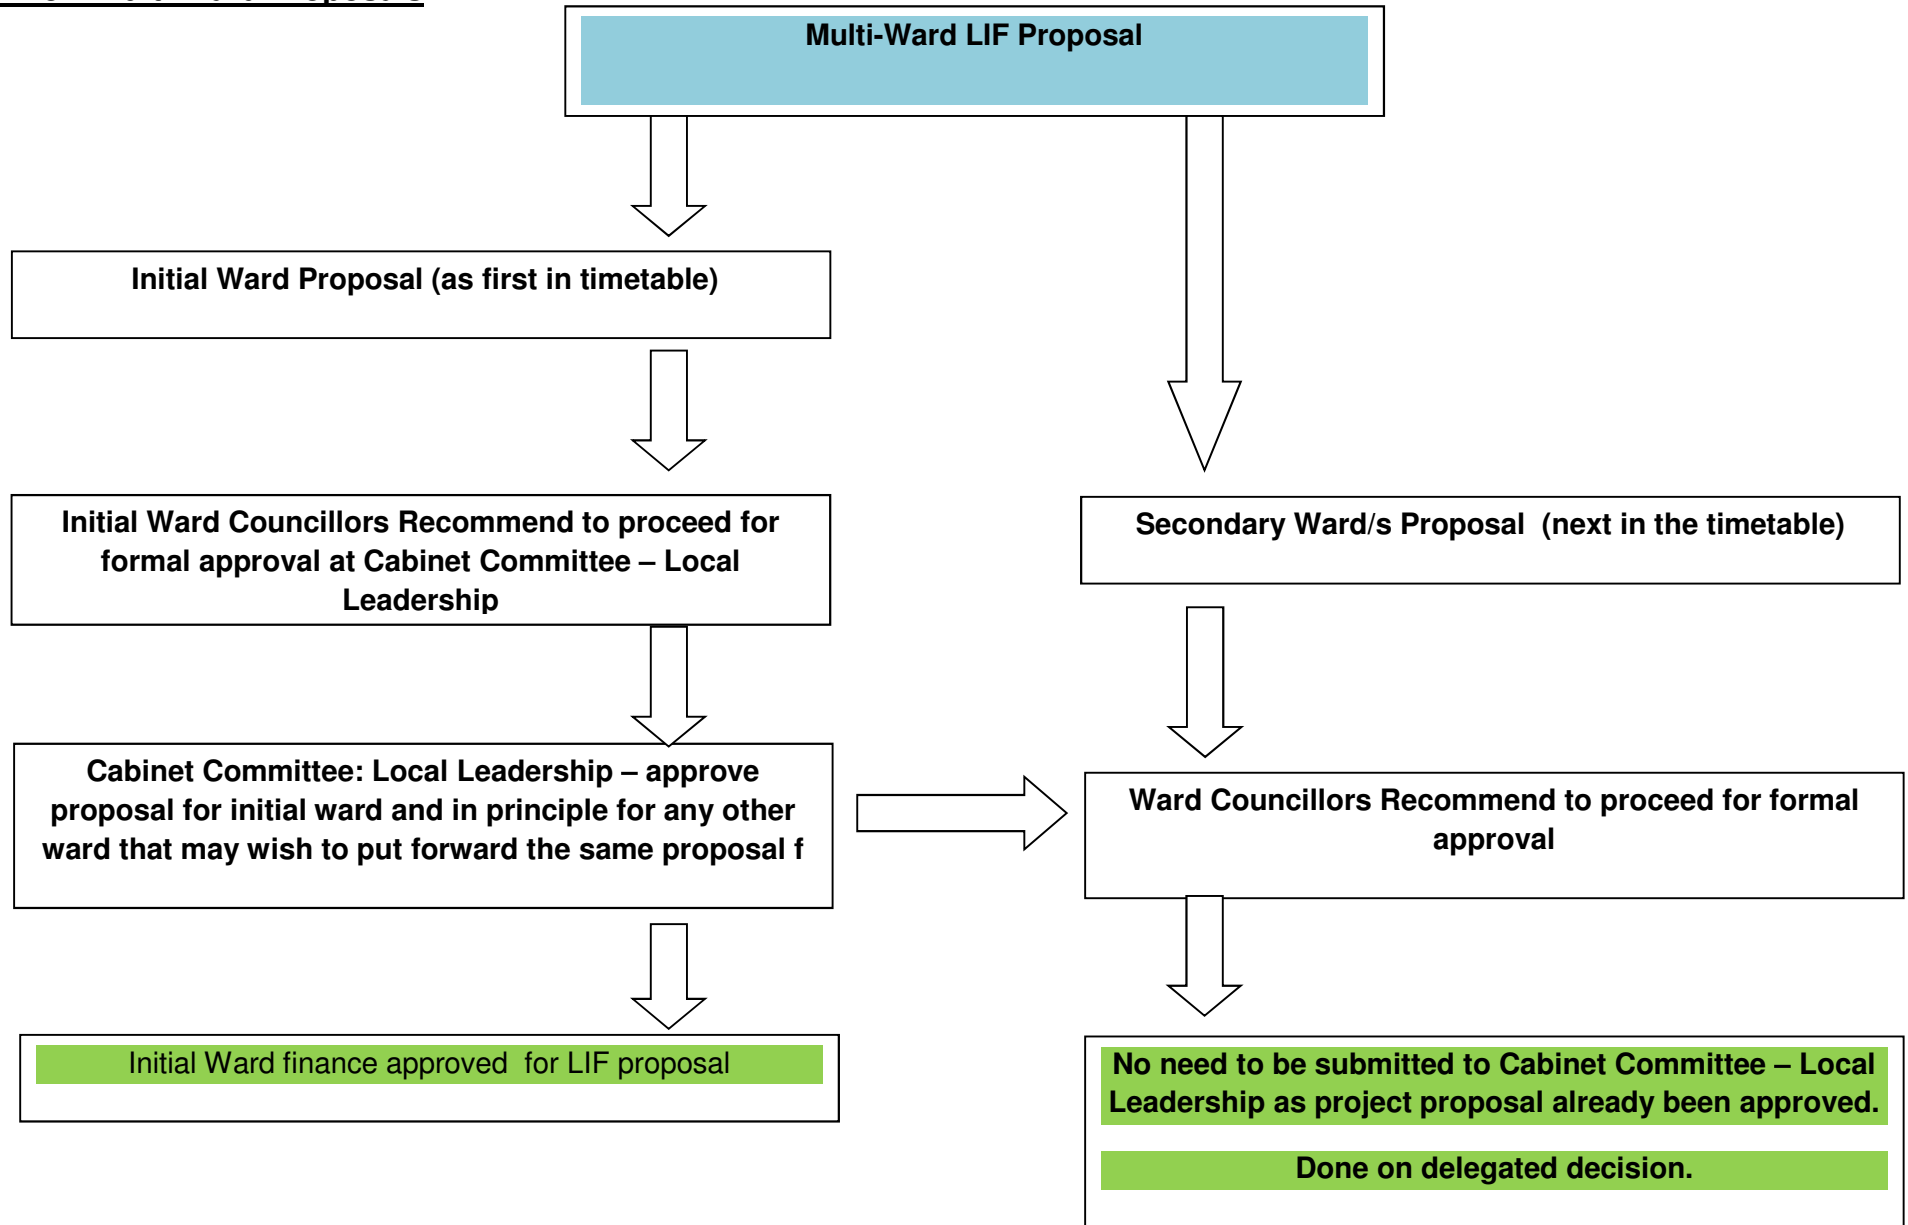 Multi-Ward LIF Proposal
Initial Ward Proposal (as first in timetable)
Initial Ward Councillors Recommend to proceed for
formal approval at Cabinet Committee – Local
Leadership
Secondary Ward/s Proposal (next in the timetable)
Cabinet Committee: Local Leadership – approve
proposal for initial ward and in principle for any other
ward that may wish to put forward the same proposal f
Ward Councillors Recommend to proceed for formal
approval
Initial Ward finance approved for LIF proposal
No need to be submitted to Cabinet Committee – Local
Leadership as project proposal already been approved.
Done on delegated decision.